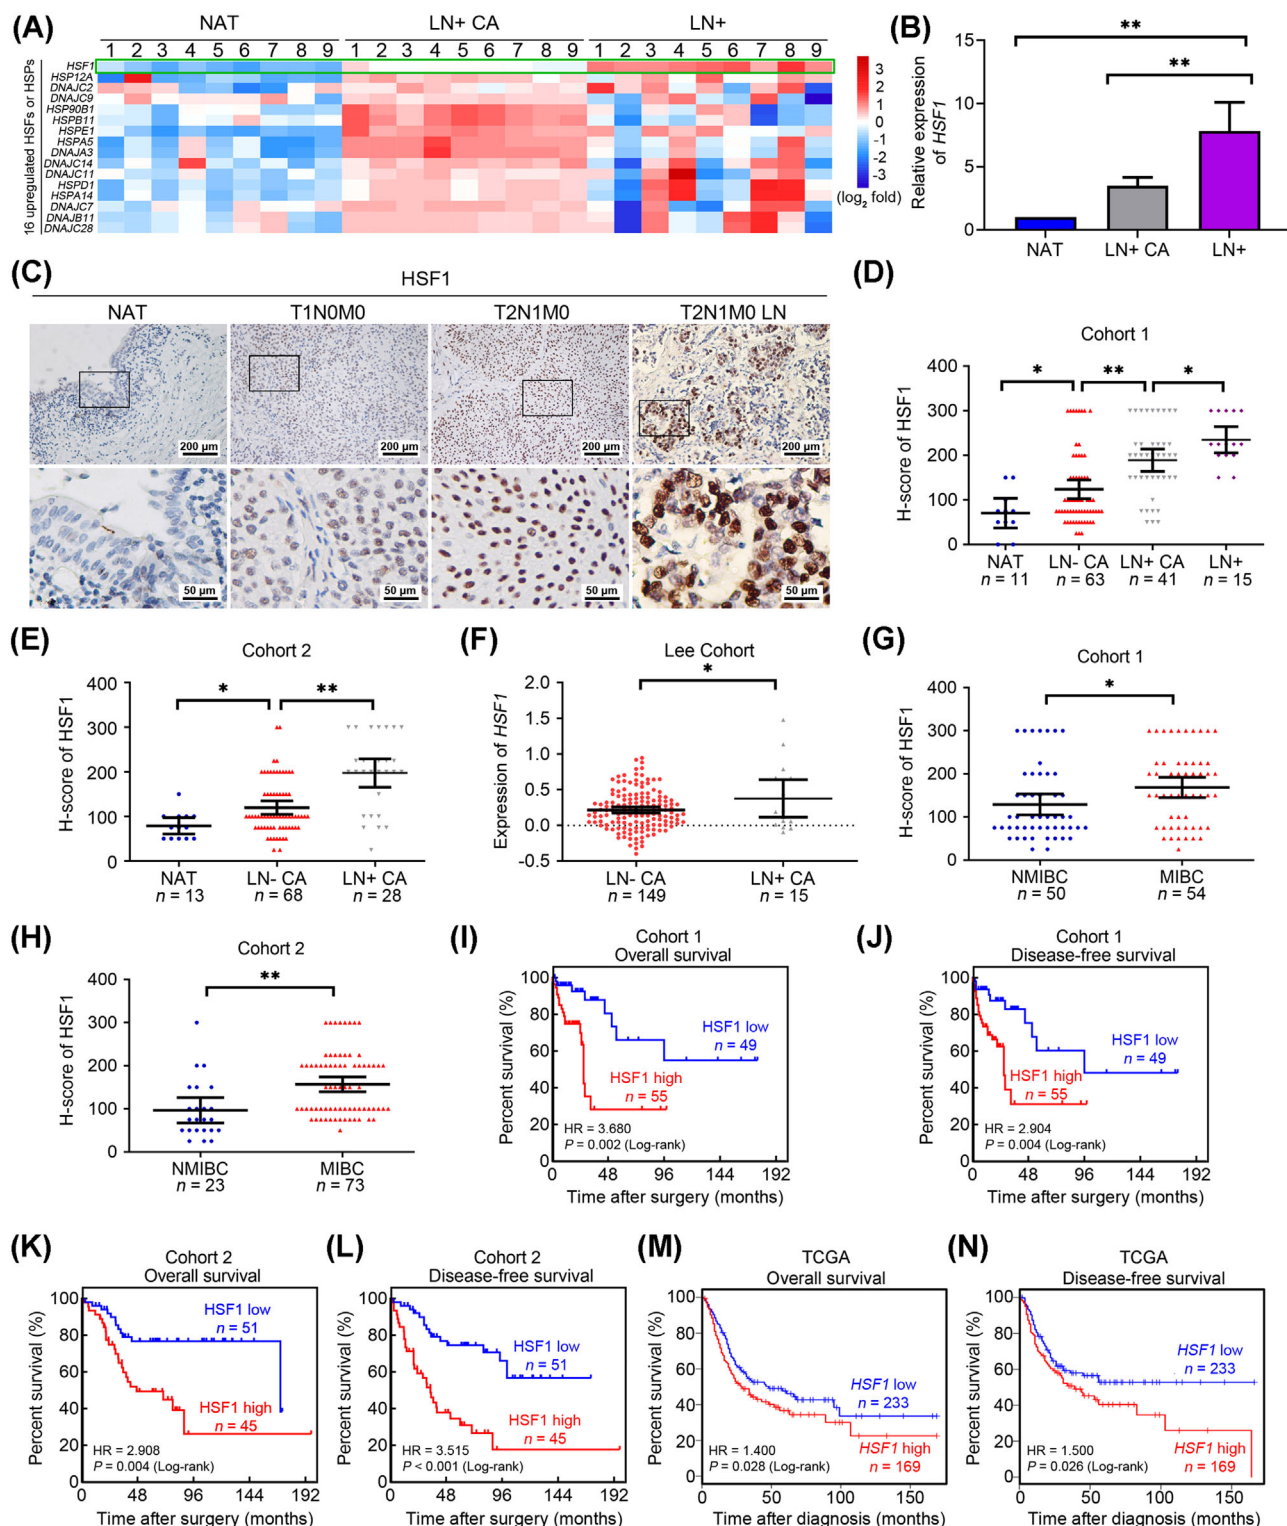 (A)
NAT LN+ CA LN+
1 2 3 4 5 6 7 8 9 1 2 3 4 5 6 7 8 9 1 2 3 4 5 6 7 8 9
16 upregulated HSFs or HSPs
HSF1
HSP12A
DNAJC2
DNAJC9
HSP90B1
HSPB11
HSPE1
HSPA5
DNAJA3
DNAJC14
DNAJC11
HSPD1
HSPA14
DNAJC7
DNAJB11
DNAJC28
3
2
1
0
-1
-2
-3
(log2 fold)
(B)
Relative expression
of HSF1
15
10
5
0
**
**
NAT LN+ CA LN+
(C)
HSF1
NAT T1N0M0 T2N1M0 T2N1M0 LN
200 µm 200 µm 200 µm 200 µm
50 µm 50 µm 50 µm 50 µm
(D)
Cohort 1
H-score of HSF1
400
300
200
100
0
* ** *
NAT LN- CA LN+ CA LN+
n = 11 n = 63 n = 41 n = 15
(E)
Cohort 2
H-score of HSF1
400
300
200
100
0
* **
NAT LN- CA LN+ CA
n = 13 n = 68 n = 28
(F)
Lee Cohort
Expression of HSF1
2.0
1.5
1.0
0.5
0.0
-0.5
*
LN- CA LN+ CA
n = 149 n = 15
(G)
Cohort 1
H-score of HSF1
400
300
200
100
0
*
NMIBC MIBC
n = 50 n = 54
(H)
Cohort 2
H-score of HSF1
400
300
200
100
0
**
NMIBC MIBC
n = 23 n = 73
(I)
Cohort 1
Overall survival
Percent survival (%)
100
80
60
40
20
0
HSF1 low
n = 49
HSF1 high
n = 55
HR = 3.680
P = 0.002 (Log-rank)
0 48 96 144 192
Time after surgery (months)
(J)
Cohort 1
Disease-free survival
Percent survival (%)
100
80
60
40
20
0
HSF1 low
n = 49
HSF1 high
n = 55
HR = 2.904
P = 0.004 (Log-rank)
0 48 96 144 192
Time after surgery (months)
(K)
Cohort 2
Overall survival
Percent survival (%)
100
80
60
40
20
0
HSF1 low
n = 51
HSF1 high
n = 45
HR = 2.908
P = 0.004 (Log-rank)
0 48 96 144 192
Time after surgery (months)
(L)
Cohort 2
Disease-free survival
Percent survival (%)
100
80
60
40
20
0
HSF1 low
n = 51
HSF1 high
n = 45
HR = 3.515
P < 0.001 (Log-rank)
0 48 96 144 192
Time after surgery (months)
(M)
TCGA
Overall survival
Percent survival (%)
100
80
60
40
20
0
HSF1 low
n = 233
HSF1 high
n = 169
HR = 1.400
P = 0.028 (Log-rank)
0 50 100 150
Time after diagnosis (months)
(N)
TCGA
Disease-free survival
Percent survival (%)
100
80
60
40
20
0
HSF1 low
n = 233
HSF1 high
n = 169
HR = 1.500
P = 0.026 (Log-rank)
0 50 100 150
Time after diagnosis (months)